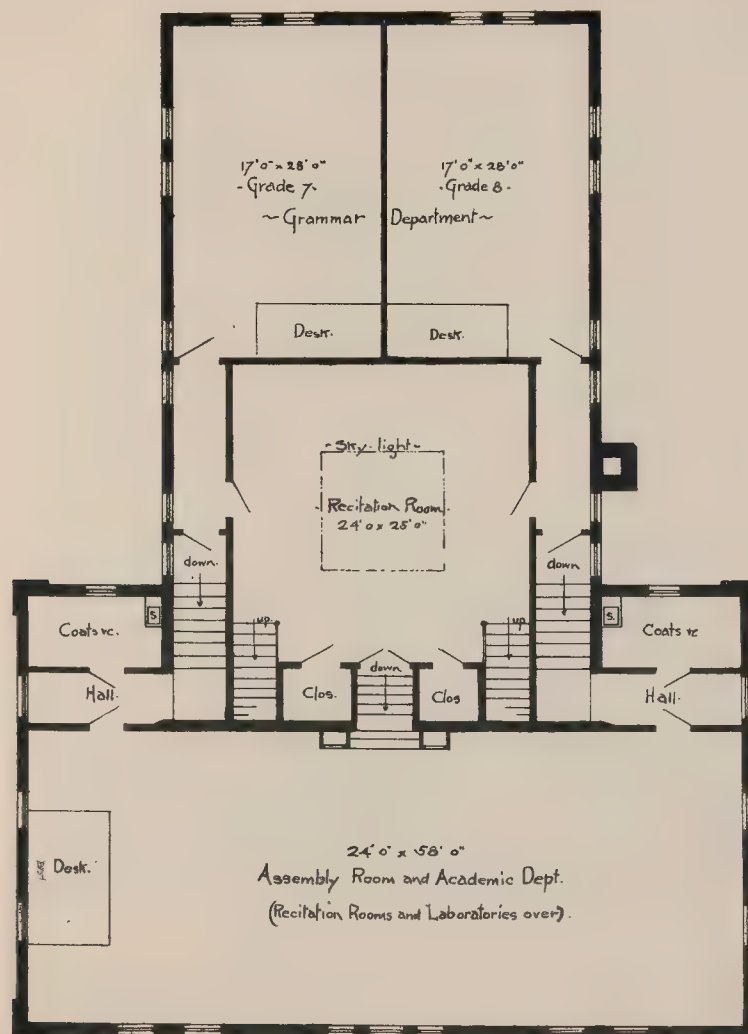 17'0" x 28'0"
- Grade 7 -
17'0" x 28'0"
- Grade 8 -
~ Grammar Department ~
Desk.
Desk.
- Sky-light -
- Recitation Room -
24'0 x 25'0"
down.
down
S.
S.
Coats &c.
up
up
Coats &c
down
Hall.
Clos.
Clos
Hall.
24'0" x 58'0"
Desk.
Assembly Room and Academic Dept.
(Recitation Rooms and Laboratories over).